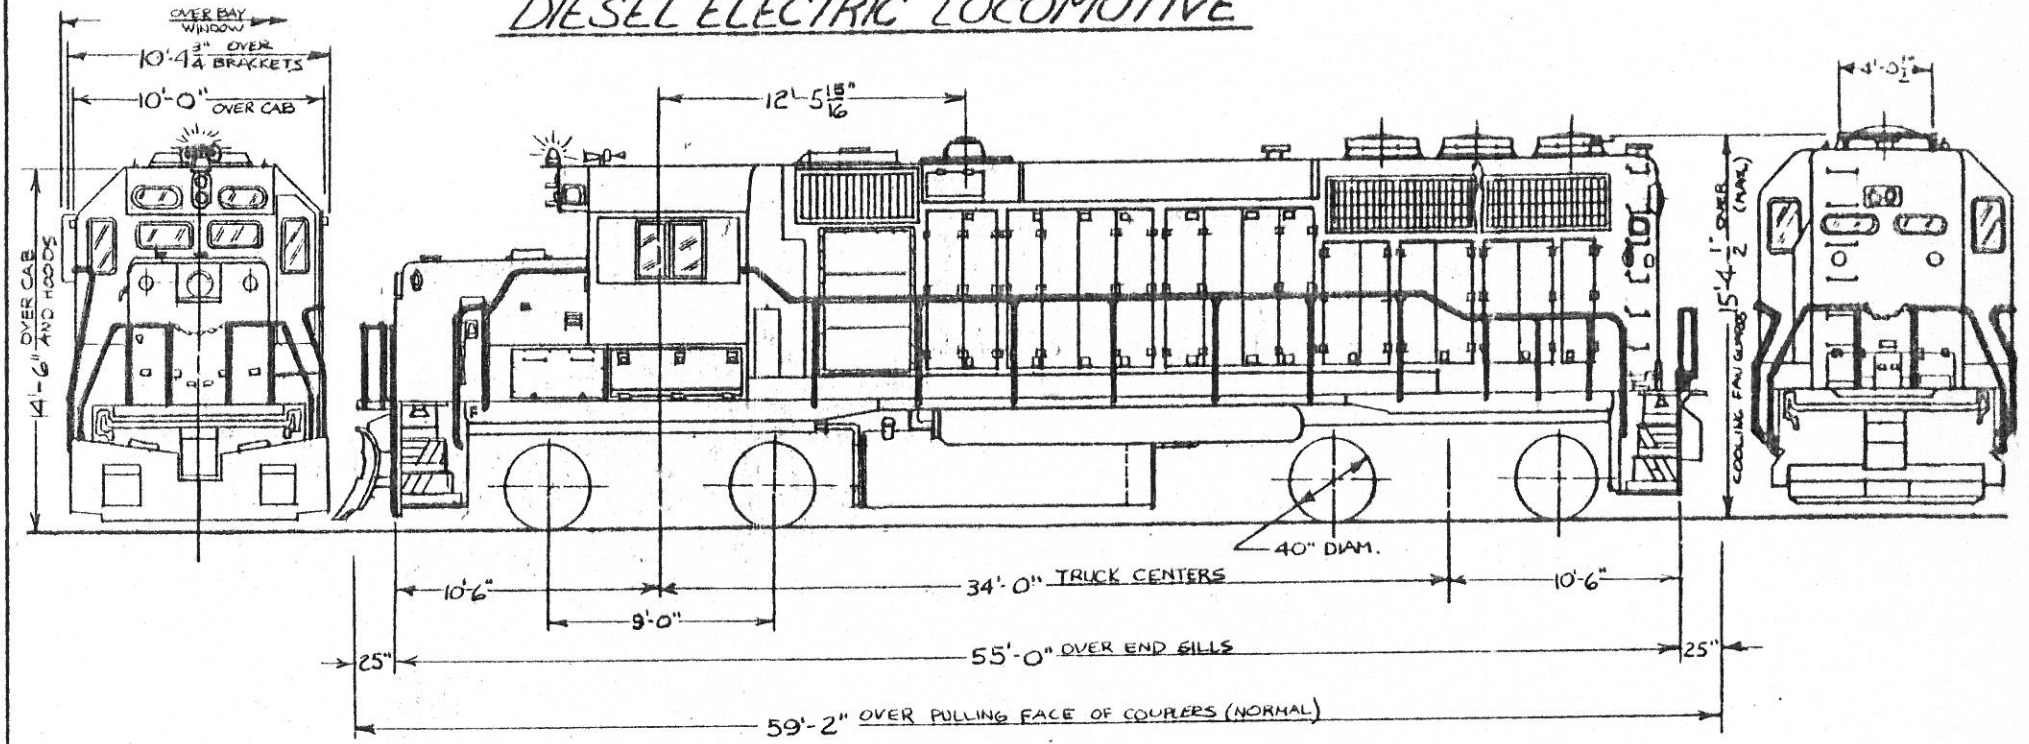 DIESEL ELECTRIC LOCOMOTIVE
OVER BAY
WINDOW
10'-4 3/4" OVER
BRACKETS
10'-0" OVER CAB
14'-6" OVER CAB
AND HOODS
12'-5 15/16"
4'-0 1/2"
15'-4 1/2" OVER
COOLING FAN GUARDS (MAX)
40" DIAM.
10'-6"
34'-0" TRUCK CENTERS
10'-6"
9'-0"
25"
55'-0" OVER END SILLS
25"
59'-2" OVER PULLING FACE OF COUPLERS (NORMAL)
F